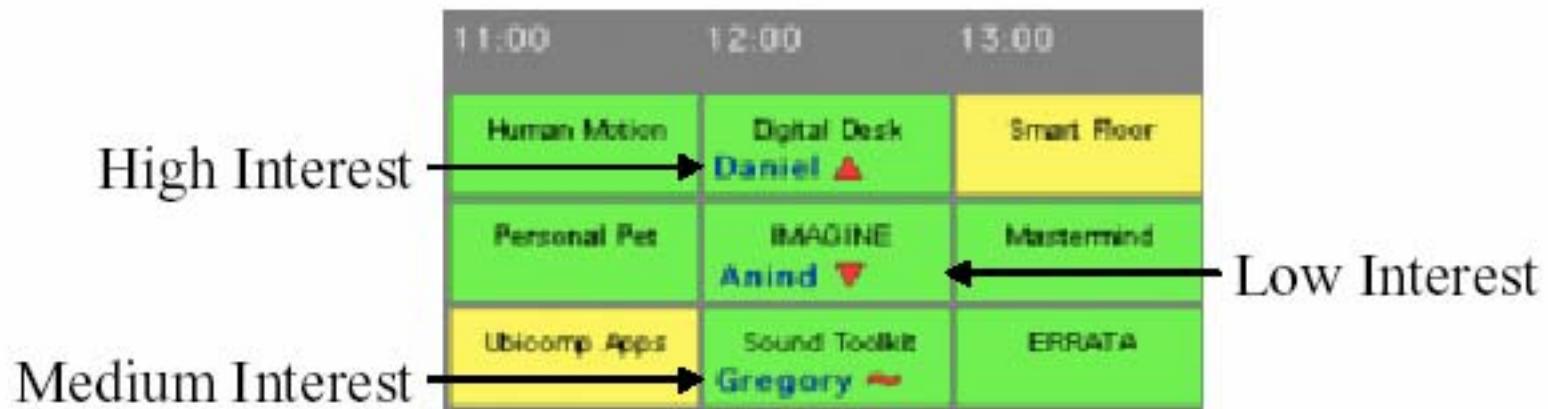 11:00 12:00 13:00
Human Motion Digital Desk Smart Floor
High Interest Daniel
Personal Pet IMAGINE Mastermind
Anind Low Interest
Ubicomp Apps Sound Toolkit ERRATA
Medium Interest Gregory